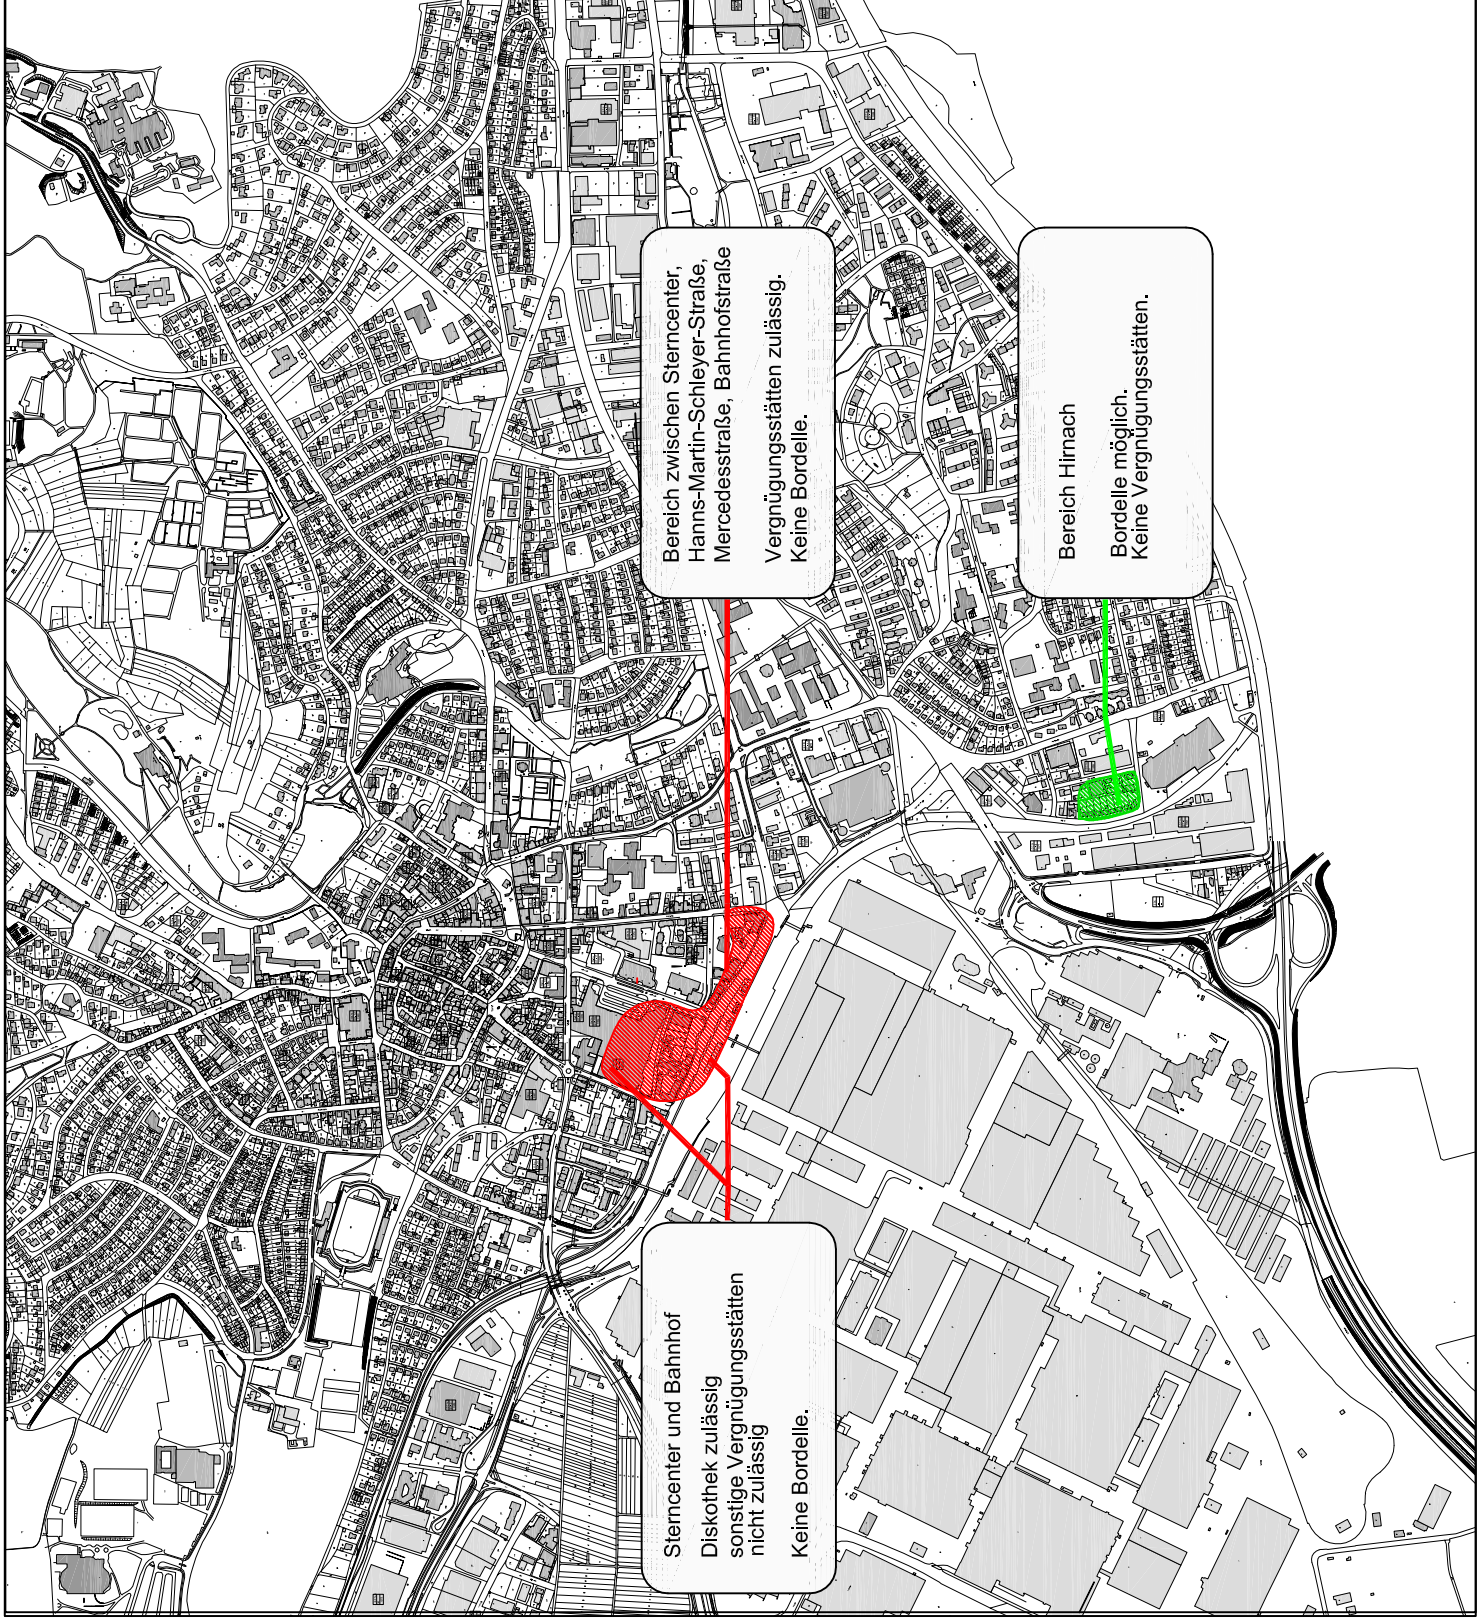 Sterncenter und Bahnhof
Diskothek zulässig
sonstige Vergnügungsstätten
nicht zulässig
Keine Bordelle.
Bereich zwischen Sterncenter,
Hanns-Martin-Schleyer-Straße,
Mercedesstraße, Bahnhofstraße
Vergnügungsstätten zulässig.
Keine Bordelle.
Bereich Hirnach
Bordelle möglich.
Keine Vernügungsstätten.